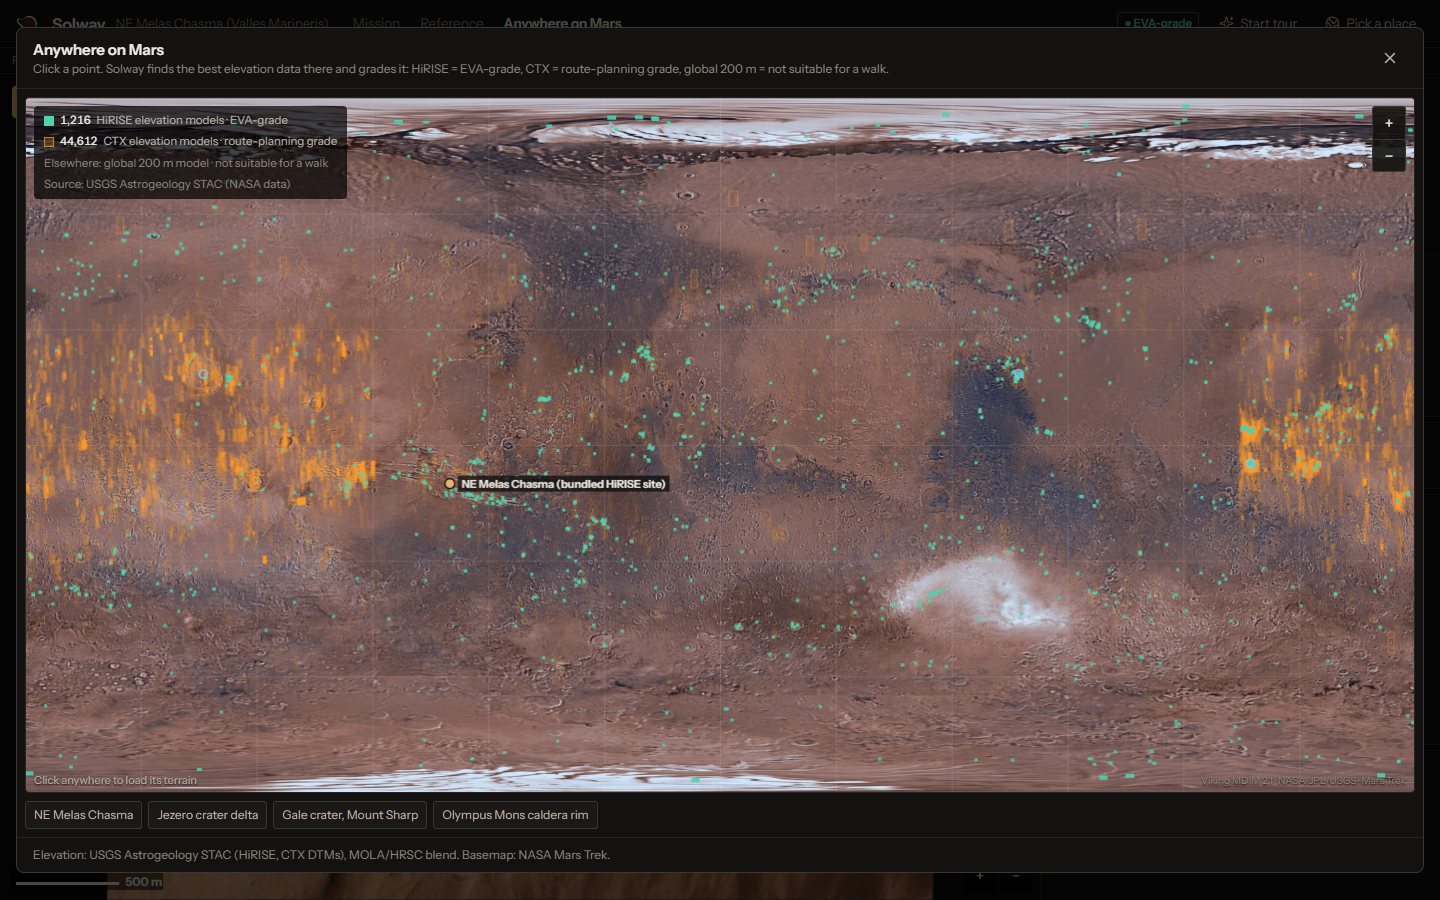 Solway NE Melas Chasma (Valles Marineris) Mission Reference Anywhere on Mars EVA-grade Start tour Pick a place
Anywhere on Mars
Click a point. Solway finds the best elevation data there and grades it: HiRISE = EVA-grade, CTX = route-planning grade, global 200 m = not suitable for a walk.
1,216 HiRISE elevation models · EVA-grade
44,612 CTX elevation models · route-planning grade
Elsewhere: global 200 m model · not suitable for a walk
Source: USGS Astrogeology STAC (NASA data)
+
−
NE Melas Chasma (bundled HiRISE site)
Click anywhere to load its terrain
Viking MDIM 2.1 · NASA/JPL/USGS · Mars Trek
NE Melas Chasma
Jezero crater delta
Gale crater, Mount Sharp
Olympus Mons caldera rim
Elevation: USGS Astrogeology STAC (HiRISE, CTX DTMs), MOLA/HRSC blend. Basemap: NASA Mars Trek.
500 m
+ −